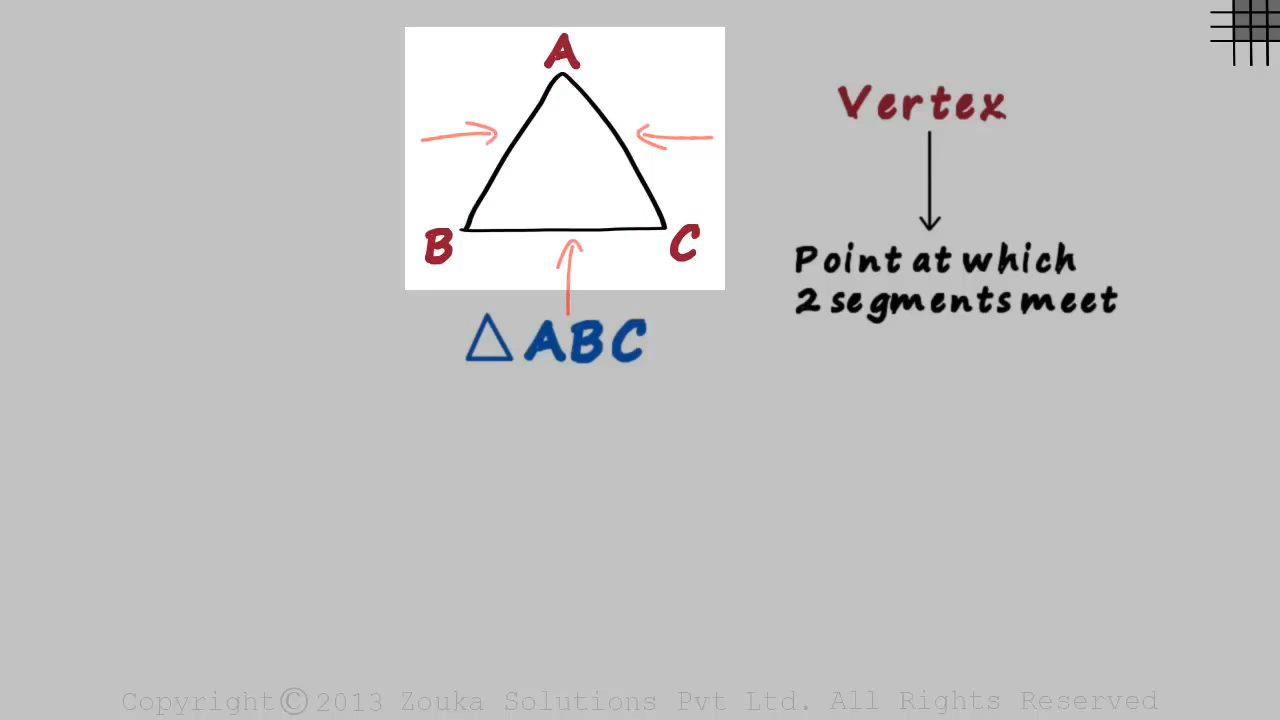 A
B
C
△ ABC
Vertex
Point at which
2 segments meet
Copyright© 2013 Zouka Solutions Pvt Ltd. All Rights Reserved